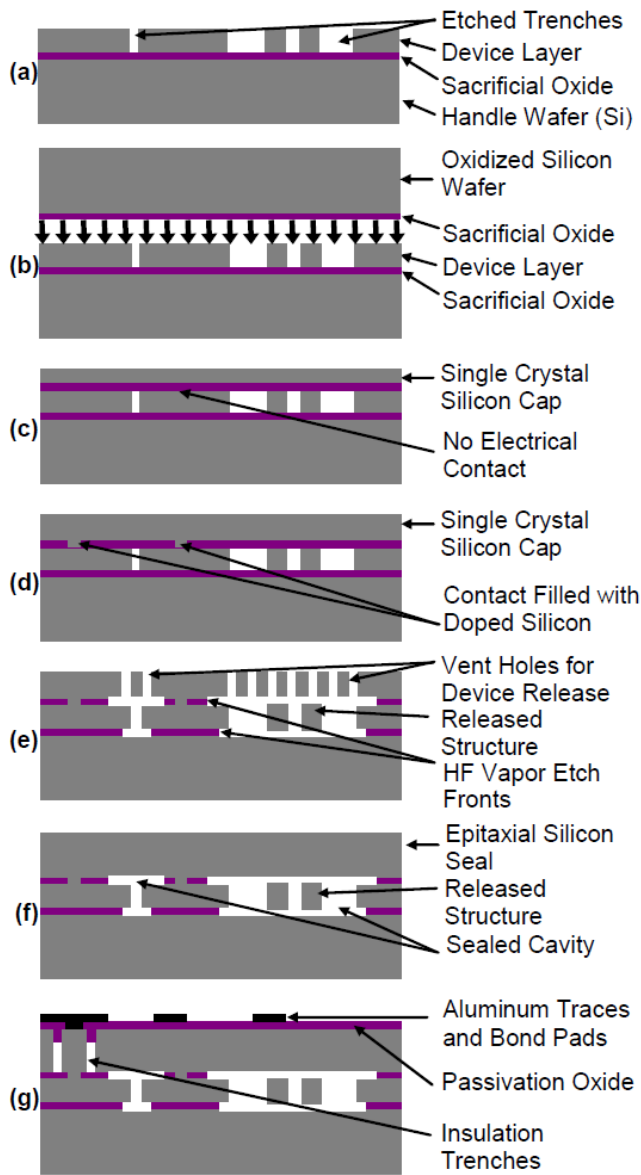 (a)
Etched Trenches
Device Layer
Sacrificial Oxide
Handle Wafer (Si)
(b)
Oxidized Silicon
Wafer
Sacrificial Oxide
Device Layer
Sacrificial Oxide
(c)
Single Crystal
Silicon Cap
No Electrical
Contact
(d)
Single Crystal
Silicon Cap
Contact Filled with
Doped Silicon
(e)
Vent Holes for
Device Release
Released
Structure
HF Vapor Etch
Fronts
(f)
Epitaxial Silicon
Seal
Released
Structure
Sealed Cavity
(g)
Aluminum Traces
and Bond Pads
Passivation Oxide
Insulation
Trenches